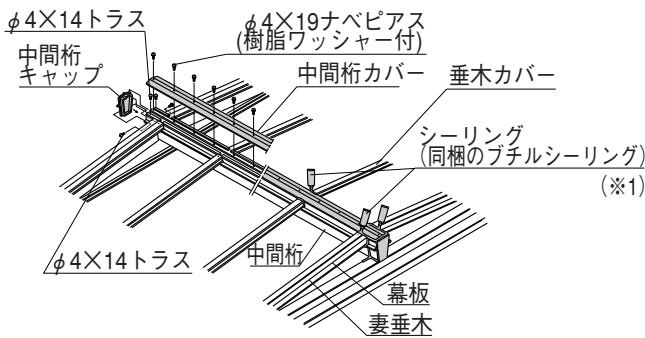 φ4×14トラス
φ4×19ナベピアス
(樹脂ワッシャー付)
中間桁
キャップ
中間桁カバー
垂木カバー
シーリング
(同梱のブチルシーリング)
(※1)
φ4×14トラス
中間桁
幕板
妻垂木